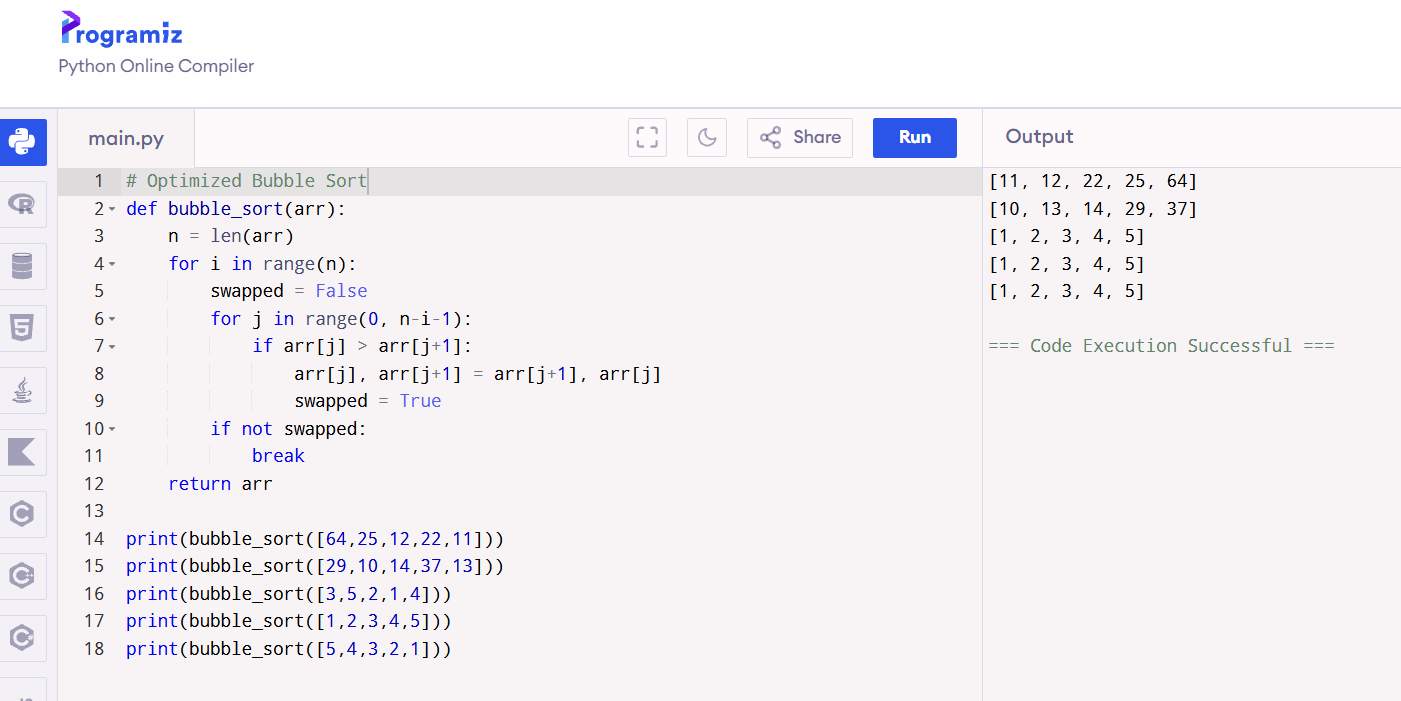 Programiz
Python Online Compiler
main.py
Share
Run
Output
1 # Optimized Bubble Sort
2 def bubble_sort(arr):
3     n = len(arr)
4     for i in range(n):
5         swapped = False
6         for j in range(0, n-i-1):
7             if arr[j] > arr[j+1]:
8                 arr[j], arr[j+1] = arr[j+1], arr[j]
9                 swapped = True
10         if not swapped:
11             break
12     return arr
13
14 print(bubble_sort([64,25,12,22,11]))
15 print(bubble_sort([29,10,14,37,13]))
16 print(bubble_sort([3,5,2,1,4]))
17 print(bubble_sort([1,2,3,4,5]))
18 print(bubble_sort([5,4,3,2,1]))
[11, 12, 22, 25, 64]
[10, 13, 14, 29, 37]
[1, 2, 3, 4, 5]
[1, 2, 3, 4, 5]
[1, 2, 3, 4, 5]
=== Code Execution Successful ===